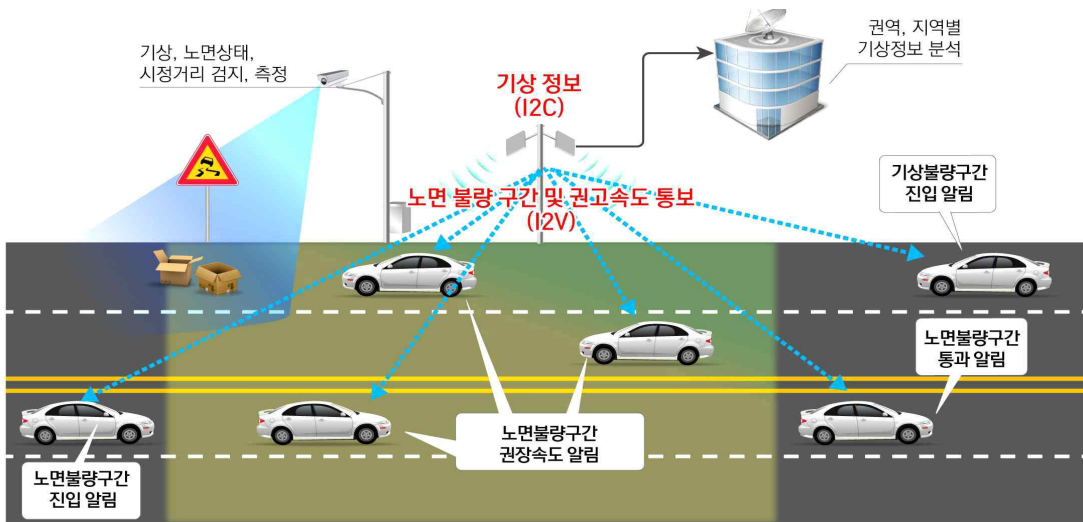 기상, 노면상태,
시정거리 검지, 측정
기상 정보
(I2C)
권역, 지역별
기상정보 분석
노면 불량 구간 및 권고속도 통보
(I2V)
기상불량구간
진입 알림
노면불량구간
통과 알림
노면불량구간
권장속도 알림
노면불량구간
진입 알림